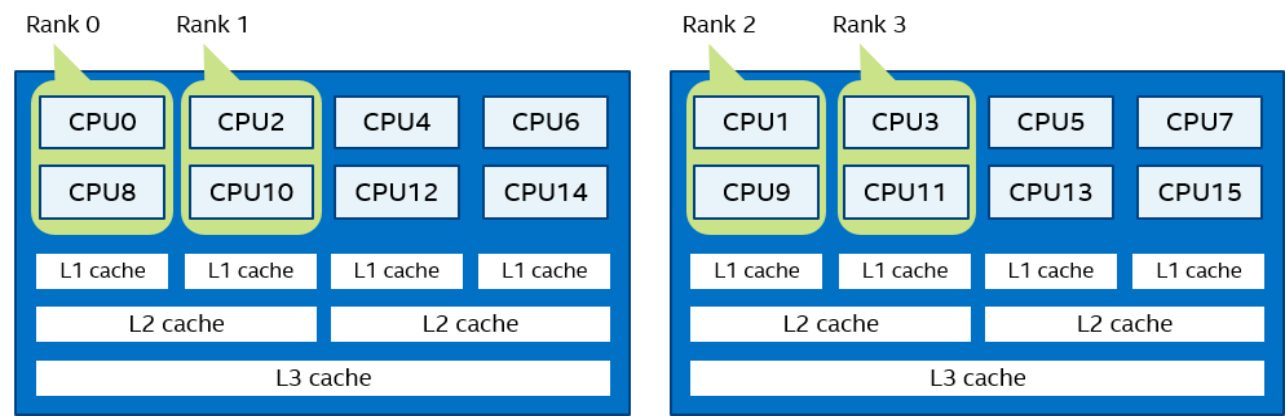 Rank 0 Rank 1 Rank 2 Rank 3
CPU0 CPU2 CPU4 CPU6 CPU1 CPU3 CPU5 CPU7
CPU8 CPU10 CPU12 CPU14 CPU9 CPU11 CPU13 CPU15
L1 cache L1 cache L1 cache L1 cache L1 cache L1 cache L1 cache L1 cache
L2 cache L2 cache L2 cache L2 cache
L3 cache L3 cache